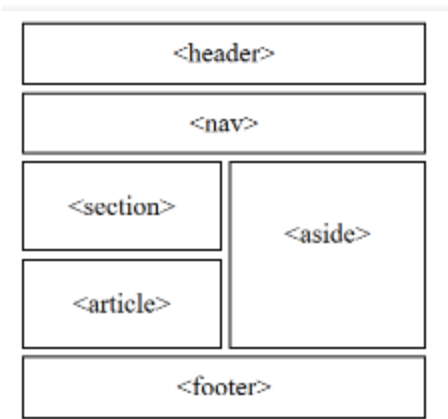 <header>
<nav>
<section>
<aside>
<article>
<footer>